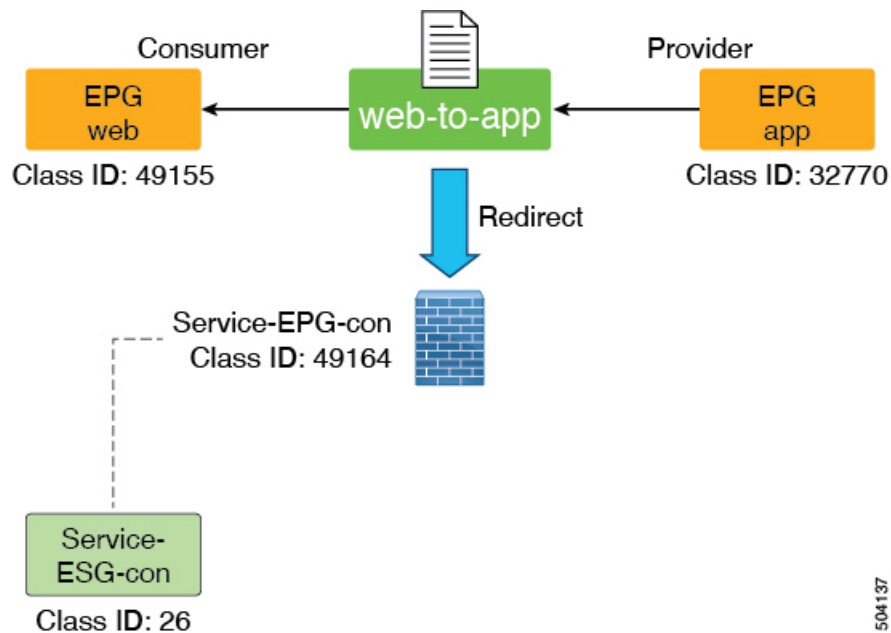 Consumer
Provider
EPG
web
web-to-app
EPG
app
Class ID: 49155
Class ID: 32770
Redirect
Service-EPG-con
Class ID: 49164
Service-
ESG-con
Class ID: 26
504137